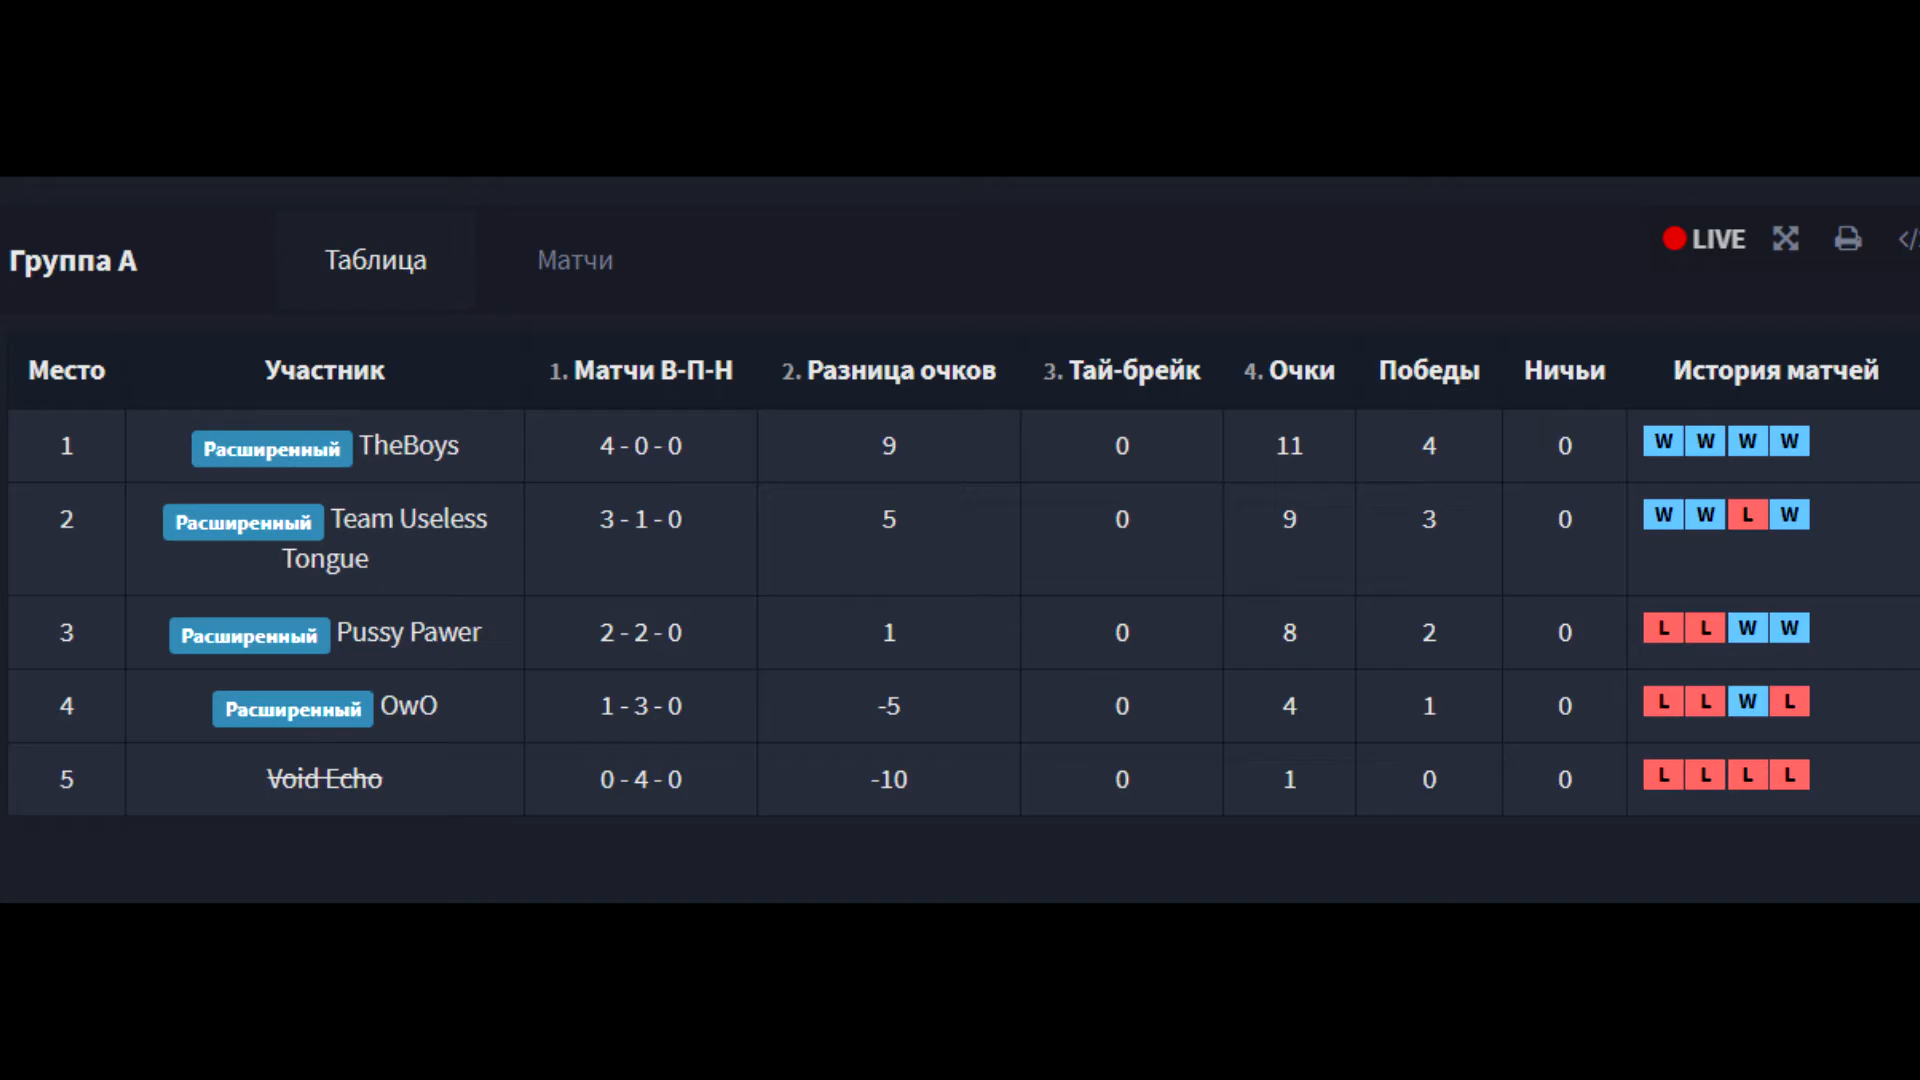 Группа A Таблица Матчи LIVE
Место Участник 1. Матчи В-П-Н 2. Разница очков 3. Тай-брейк 4. Очки Победы Ничьи История матчей
1 Расширенный TheBoys 4 - 0 - 0 9 0 11 4 0 W W W W
2 Расширенный Team Useless 3 - 1 - 0 5 0 9 3 0 W W L W
Tongue
3 Расширенный Pussy Pawer 2 - 2 - 0 1 0 8 2 0 L L W W
4 Расширенный OwO 1 - 3 - 0 -5 0 4 1 0 L L W L
5 Void Echo 0 - 4 - 0 -10 0 1 0 0 L L L L